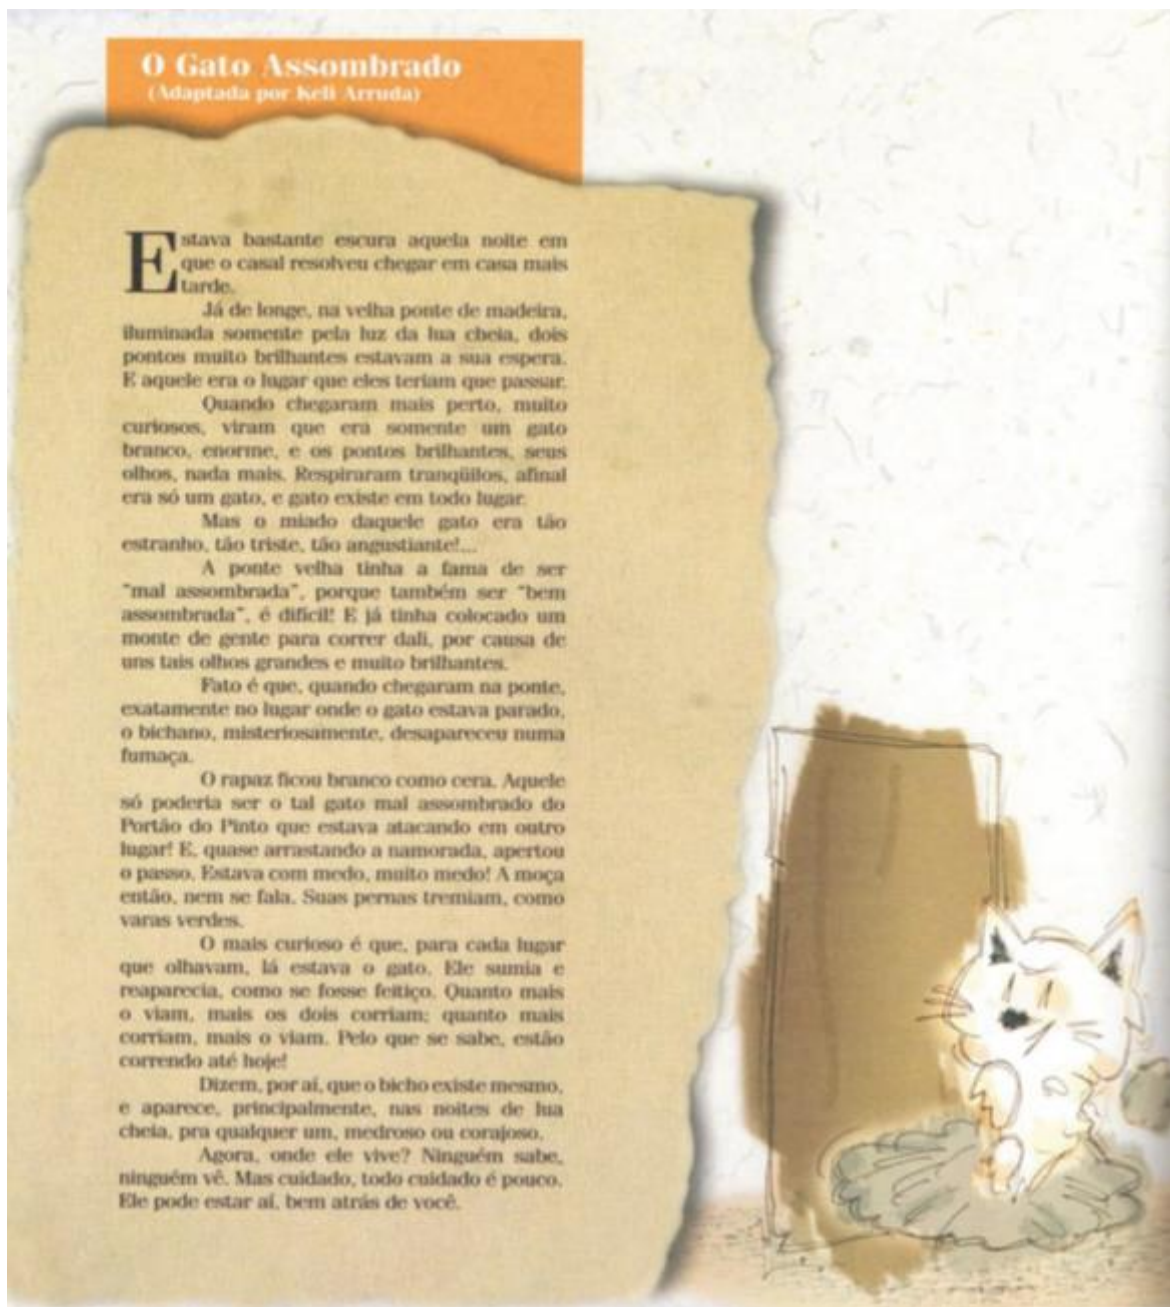 O Gato Assombrado
(Adaptada por Keli Arruda)
Estava bastante escura aquela noite em
que o casal resolveu chegar em casa mais
tarde.
Já de longe, na velha ponte de madeira,
iluminada somente pela luz da lua cheia, dois
pontos muito brilhantes estavam a sua espera.
E aquele era o lugar que eles teriam que passar.
Quando chegaram mais perto, muito
curiosos, viram que era somente um gato
branco, enorme, e os pontos brilhantes, seus
olhos, nada mais. Respiraram tranqüilos, afinal
era só um gato, e gato existe em todo lugar.
Mas o miado daquele gato era tão
estranho, tão triste, tão angustiante!...
A ponte velha tinha a fama de ser
"mal assombrada", porque também ser "bem
assombrada", é difícil! E já tinha colocado um
monte de gente para correr dali, por causa de
uns tais olhos grandes e muito brilhantes.
Fato é que, quando chegaram na ponte,
exatamente no lugar onde o gato estava parado,
o bichano, misteriosamente, desapareceu numa
fumaça.
O rapaz ficou branco como cera. Aquele
só poderia ser o tal gato mal assombrado do
Portão do Pinto que estava atacando em outro
lugar! E, quase arrastando a namorada, apertou
o passo. Estava com medo, muito medo! A moça
então, nem se fala. Suas pernas tremiam, como
varas verdes.
O mais curioso é que, para cada lugar
que olhavam, lá estava o gato. Ele sumia e
reaparecia, como se fosse feitiço. Quanto mais
o viam, mais os dois corriam; quanto mais
corriam, mais o viam. Pelo que se sabe, estão
correndo até hoje!
Dizem, por aí, que o bicho existe mesmo,
e aparece, principalmente, nas noites de lua
cheia, pra qualquer um, medroso ou corajoso.
Agora, onde ele vive? Ninguém sabe,
ninguém vê. Mas cuidado, todo cuidado é pouco.
Ele pode estar aí, bem atrás de você.